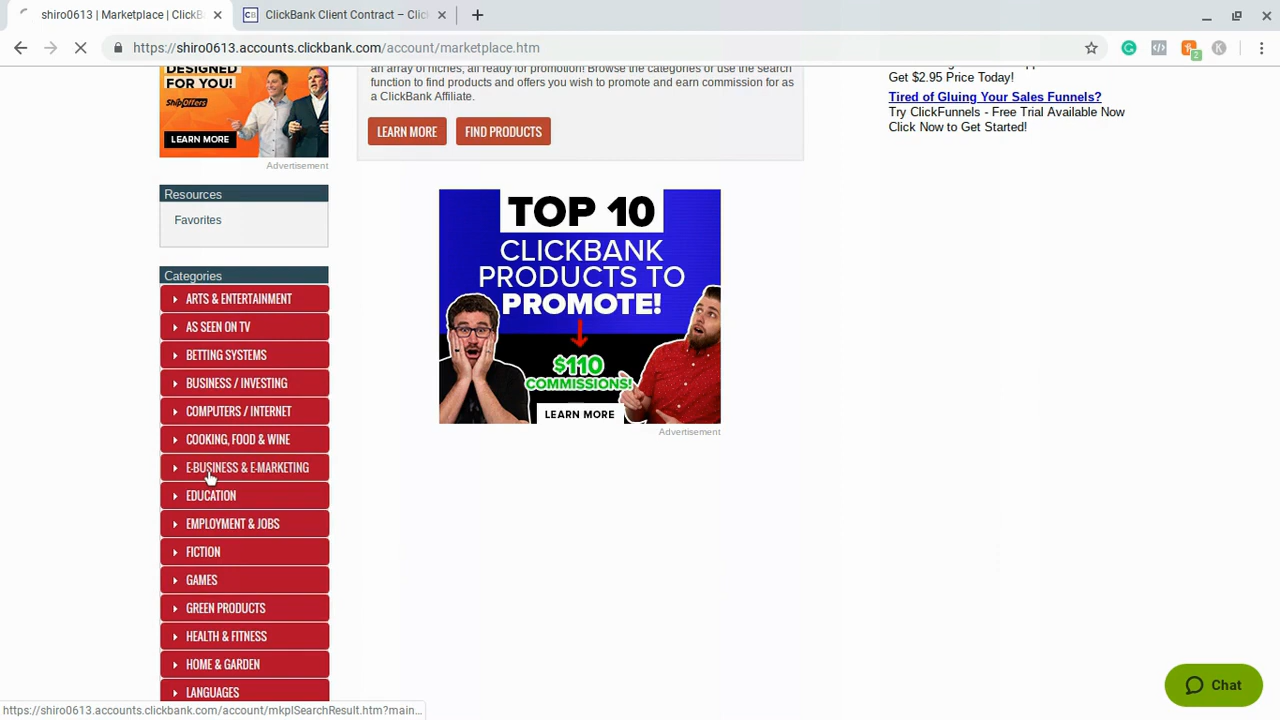 shiro0613 | Marketplace | ClickB
ClickBank Client Contract – Clic
https://shiro0613.accounts.clickbank.com/account/marketplace.htm
2
DESIGNED
FOR YOU!
ShipOffers
LEARN MORE
Advertisement
an array of niches, all ready for promotion! Browse the categories or use the search
function to find products and offers you wish to promote and earn commission for as
a ClickBank Affiliate.
LEARN MORE
FIND PRODUCTS
Get $2.95 Price Today!
Tired of Gluing Your Sales Funnels?
Try ClickFunnels - Free Trial Available Now
Click Now to Get Started!
Resources
Favorites
Categories
ARTS & ENTERTAINMENT
AS SEEN ON TV
BETTING SYSTEMS
BUSINESS / INVESTING
COMPUTERS / INTERNET
COOKING, FOOD & WINE
E-BUSINESS & E-MARKETING
EDUCATION
EMPLOYMENT & JOBS
FICTION
GAMES
GREEN PRODUCTS
HEALTH & FITNESS
HOME & GARDEN
LANGUAGES
TOP 10
CLICKBANK
PRODUCTS TO
PROMOTE!
$110
COMMISSIONS!
LEARN MORE
Advertisement
Chat
https://shiro0613.accounts.clickbank.com/account/mkplSearchResult.htm?main...